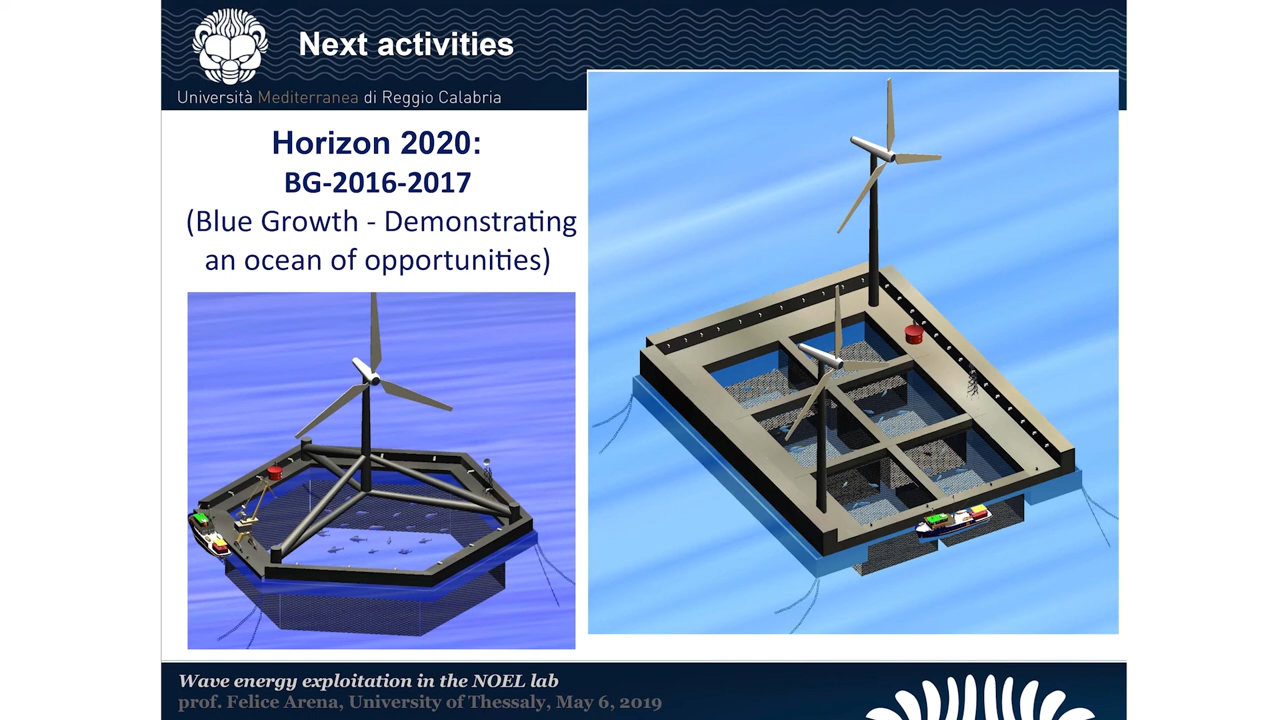 Next activities
Università Mediterranea di Reggio Calabria
Horizon 2020:
BG-2016-2017
(Blue Growth - Demonstrating
an ocean of opportunities)
Wave energy exploitation in the NOEL lab
prof. Felice Arena, University of Thessaly, May 6, 2019